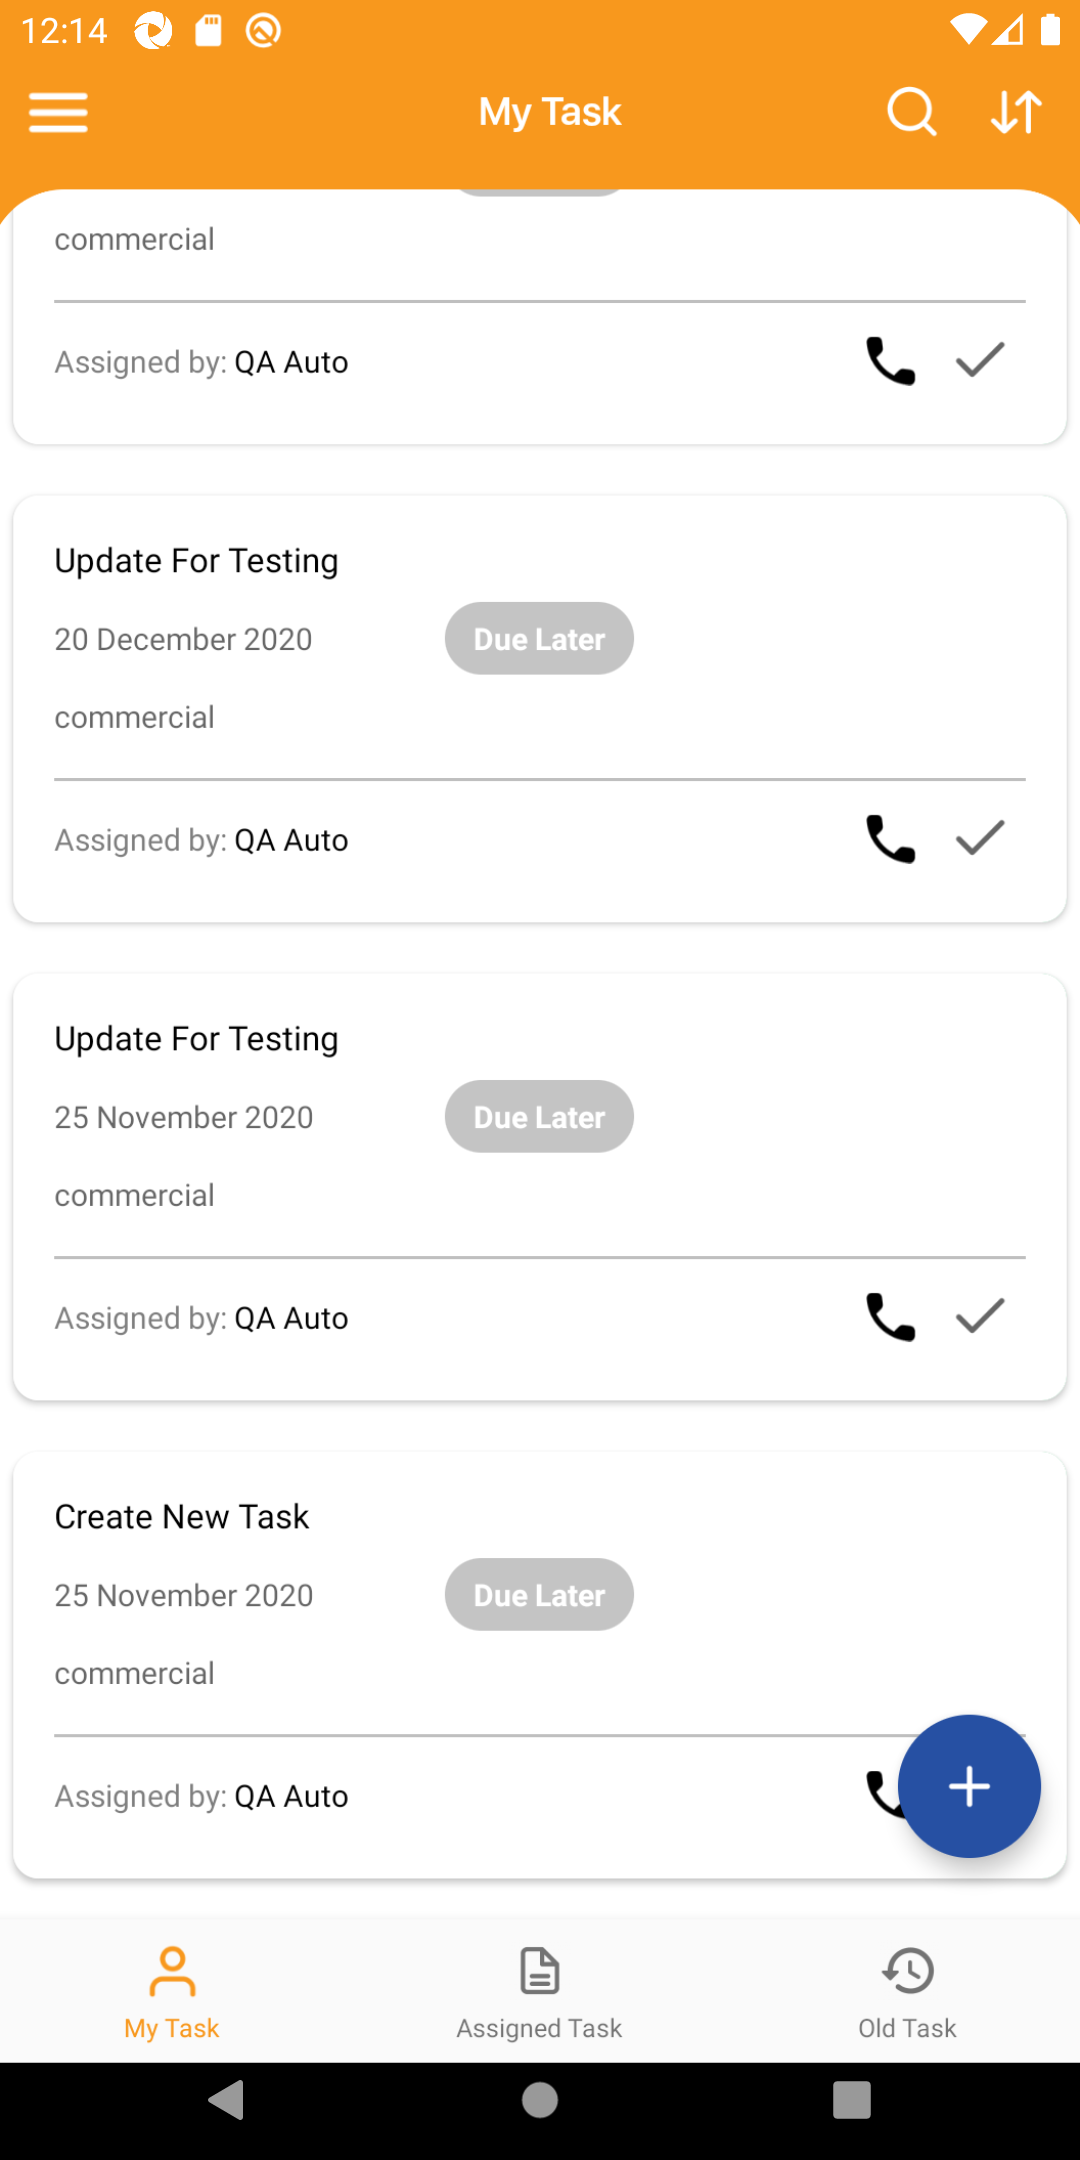 12:14
My Task
commercial
Assigned by: QA Auto
Update For Testing
20 December 2020
Due Later
commercial
Assigned by: QA Auto
Update For Testing
25 November 2020
Due Later
commercial
Assigned by: QA Auto
Create New Task
25 November 2020
Due Later
commercial
Assigned by: QA Auto
My Task
Assigned Task
Old Task